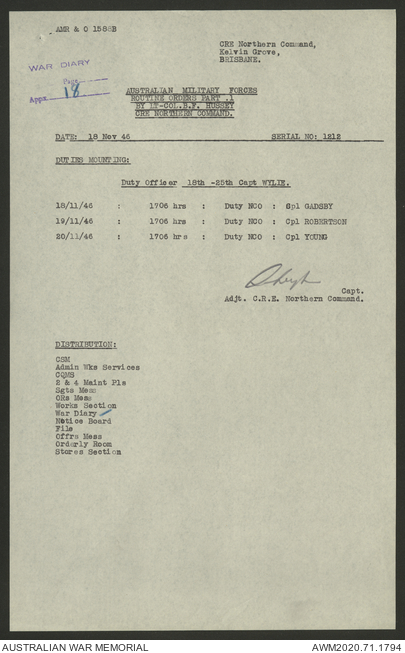 AMR & O 1588B
CRE Northern Command,
Kelvin Grove,
BRISBANE.
WAR DIARY
Page
Appx. 18
AUSTRALIAN MILITARY FORCES
ROUTINE ORDERS PART .1
BY LT-COL.B.F. HUSSEY
CRE NORTHERN COMMAND.
DATE: 18 Nov 46 SERIAL NO: 1212
DUTIES MOUNTING:
Duty Officer 18th -25th Capt WYLIE.
18/11/46 : 1706 hrs : Duty NCO : Spl GADSBY
19/11/46 : 1706 hrs : Duty NCO : Cpl ROBERTSON
20/11/46 : 1706 hrs : Duty NCO : Cpl YOUNG
Capt.
Adjt. C.R.E. Northern Command.
DISTRIBUTION:
CSM
Admin Wks Services
CQMS
2 & 4 Maint Pls
Sgts Mess
ORs Mess
Works Section
War Diary
Notice Board
File
Offrs Mess
Orderly Room
Stores Section
AUSTRALIAN WAR MEMORIAL AWM2020.71.1794